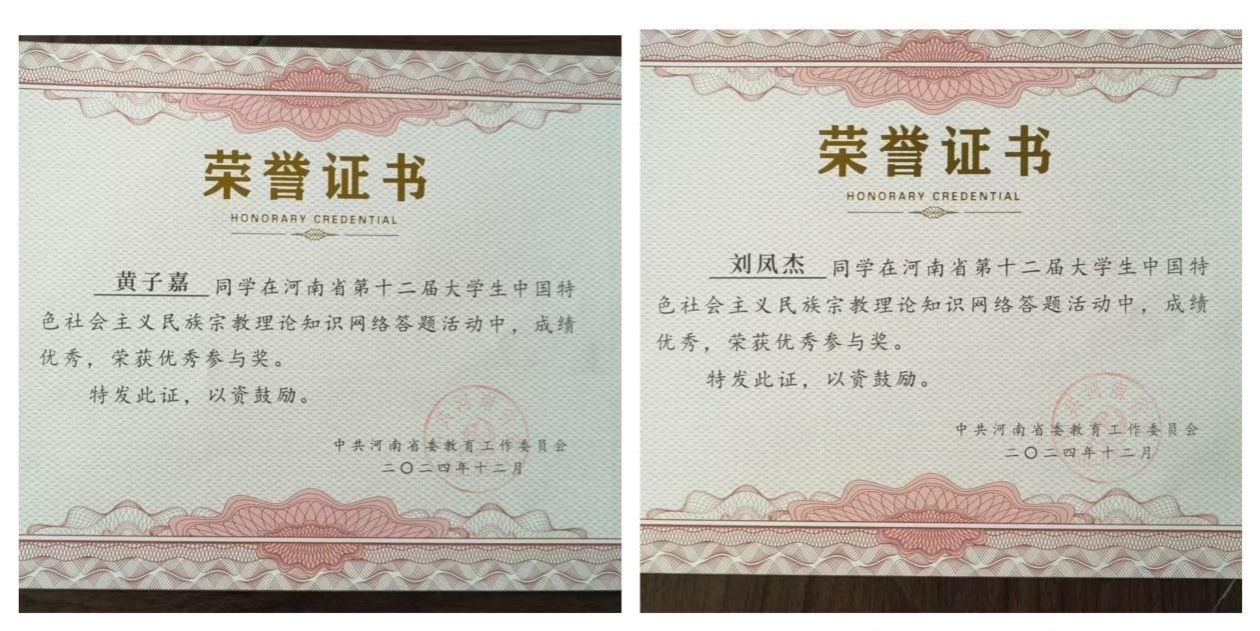 荣誉证书
HONORARY CREDENTIAL
黄子嘉 同学在河南省第十二届大学生中国特
色社会主义民族宗教理论知识网络答题活动中，成绩
优秀，荣获优秀参与奖。
特发此证，以资鼓励。
中共河南省委教育工作委员会
二〇二四年十二月
荣誉证书
HONORARY CREDENTIAL
刘凤杰 同学在河南省第十二届大学生中国特
色社会主义民族宗教理论知识网络答题活动中，成绩
优秀，荣获优秀参与奖。
特发此证，以资鼓励。
中共河南省委教育工作委员会
二〇二四年十二月